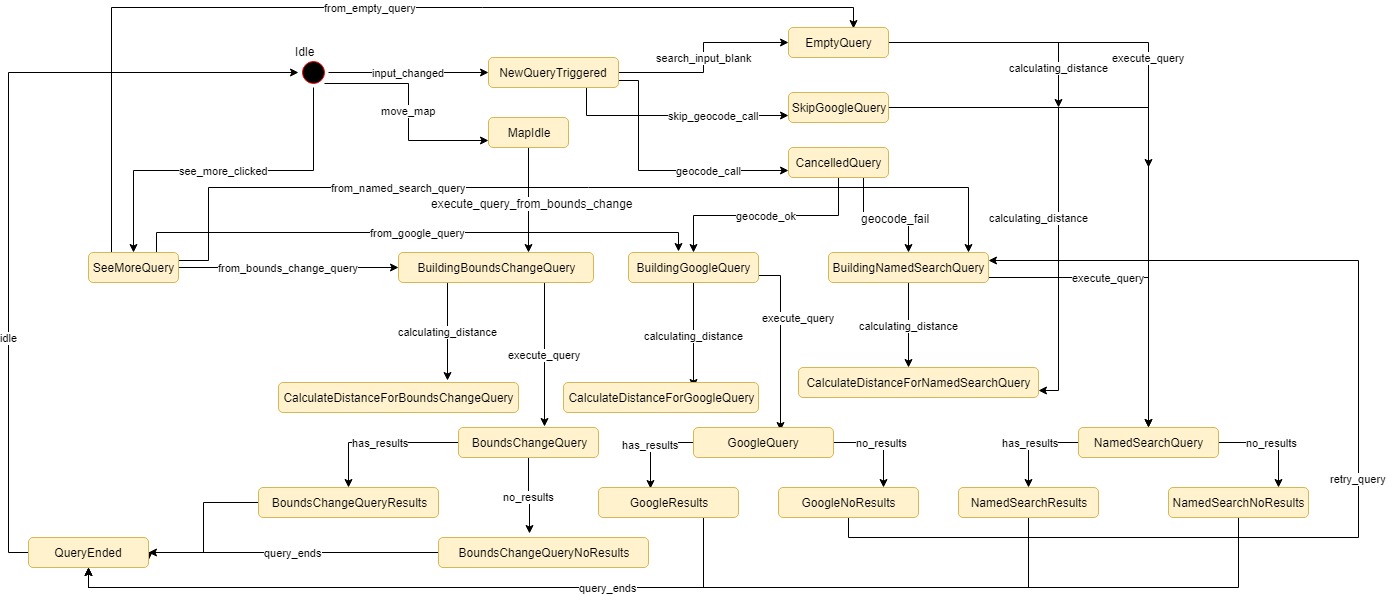 from_empty_query
Idle
EmptyQuery
search_input_blank
execute_query
input_changed
NewQueryTriggered
calculating_distance
move_map
SkipGoogleQuery
skip_geocode_call
MapIdle
CancelledQuery
see_more_clicked
geocode_call
from_named_search_query
execute_query_from_bounds_change
geocode_ok
geocode_fail
calculating_distance
from_google_query
SeeMoreQuery
from_bounds_change_query
BuildingBoundsChangeQuery
BuildingGoogleQuery
BuildingNamedSearchQuery
execute_query
idle
calculating_distance
calculating_distance
execute_query
calculating_distance
execute_query
CalculateDistanceForBoundsChangeQuery
CalculateDistanceForGoogleQuery
CalculateDistanceForNamedSearchQuery
has_results
BoundsChangeQuery
has_results
GoogleQuery
no_results
has_results
NamedSearchQuery
no_results
retry_query
BoundsChangeQueryResults
no_results
GoogleResults
GoogleNoResults
NamedSearchResults
NamedSearchNoResults
QueryEnded
query_ends
BoundsChangeQueryNoResults
query_ends